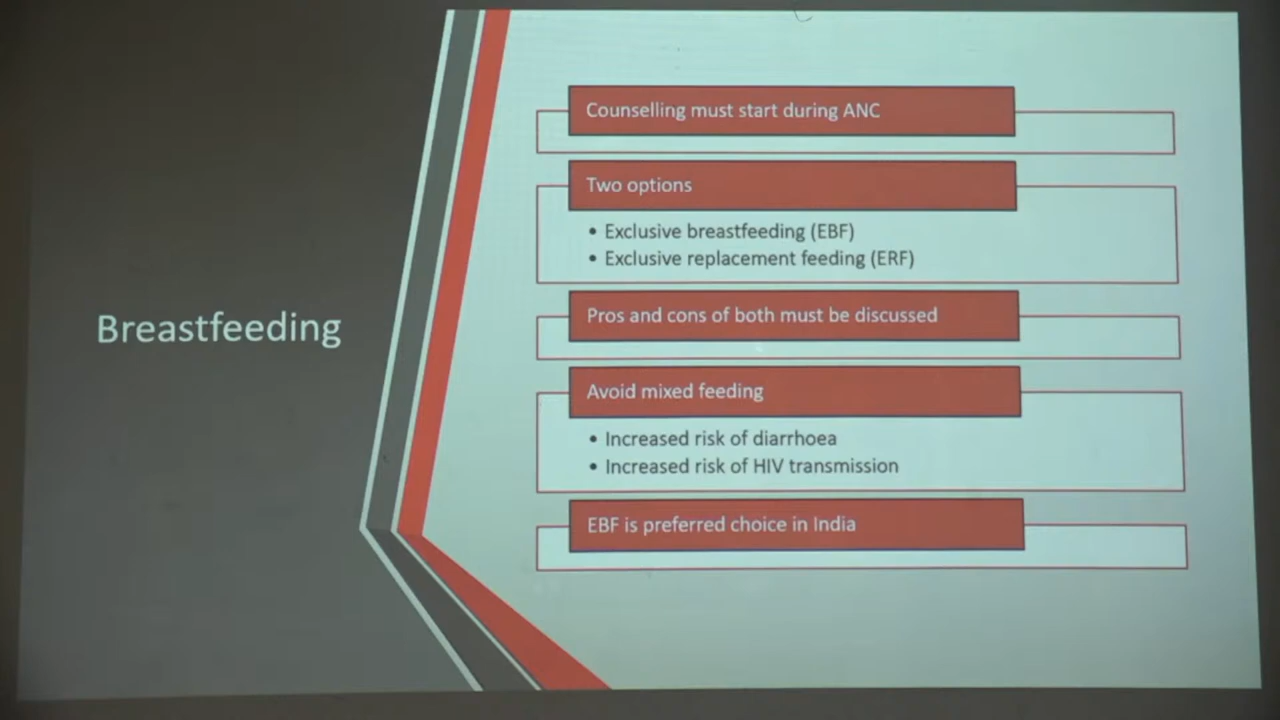 Breastfeeding
Counselling must start during ANC
Two options
• Exclusive breastfeeding (EBF)
• Exclusive replacement feeding (ERF)
Pros and cons of both must be discussed
Avoid mixed feeding
• Increased risk of diarrhoea
• Increased risk of HIV transmission
EBF is preferred choice in India